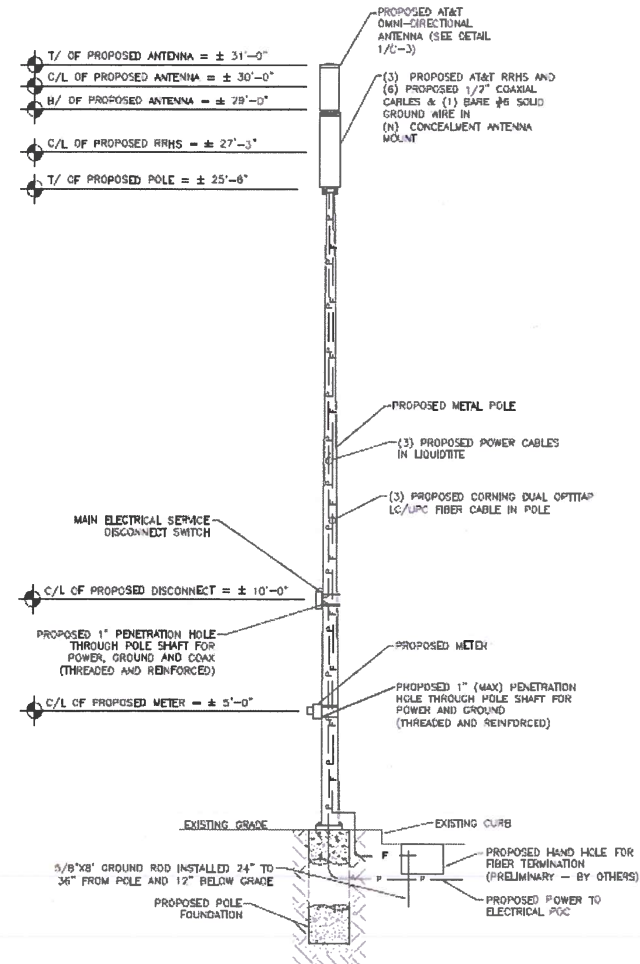 PROPOSED AT&T
OMNI-DIRECTIONAL
ANTENNA (SEE DETAIL
1/C-3)
T/ OF PROPOSED ANTENNA = ± 31'-0"
C/L OF PROPOSED ANTENNA = ± 30'-0"
B/ OF PROPOSED ANTENNA = ± 29'-0"
(3) PROPOSED AT&T RRHS AND
(6) PROPOSED 1/2" COAXIAL
CABLES & (1) BARE #6 SOLID
GROUND WIRE IN
(N) CONCEALMENT ANTENNA
MOUNT
C/L OF PROPOSED RRHS = ± 27'-3"
T/ OF PROPOSED POLE = ± 25'-6"
PROPOSED METAL POLE
(3) PROPOSED POWER CABLES
IN LIQUIDTITE
(3) PROPOSED CORNING DUAL OPTITAP
LC/UPC FIBER CABLE IN POLE
MAIN ELECTRICAL SERVICE
DISCONNECT SWITCH
C/L OF PROPOSED DISCONNECT = ± 10'-0"
PROPOSED 1" PENETRATION HOLE
THROUGH POLE SHAFT FOR
POWER, GROUND AND COAX
(THREADED AND REINFORCED)
PROPOSED METER
C/L OF PROPOSED METER = ± 5'-0"
PROPOSED 1" (MAX) PENETRATION
HOLE THROUGH POLE SHAFT FOR
POWER AND GROUND
(THREADED AND REINFORCED)
EXISTING GRADE
EXISTING CURB
F
PROPOSED HAND HOLE FOR
FIBER TERMINATION
(PRELIMINARY - BY OTHERS)
5/8"X8' GROUND ROD INSTALLED 24" TO
36" FROM POLE AND 12" BELOW GRADE
P P
PROPOSED POWER TO
ELECTRICAL POC
PROPOSED POLE
FOUNDATION